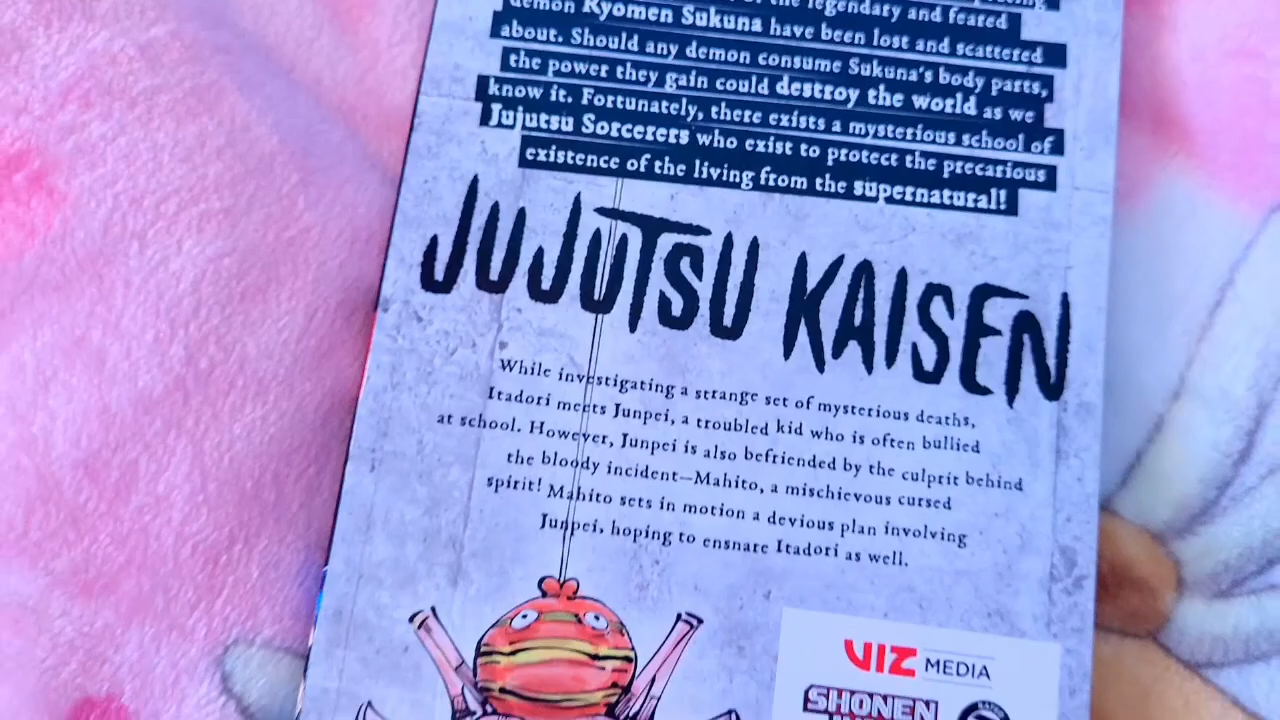 the legendary and feared
demon Ryomen Sukuna have been lost and scattered
about. Should any demon consume Sukuna's body parts,
the power they gain could destroy the world as we
know it. Fortunately, there exists a mysterious school of
Jujutsu Sorcerers who exist to protect the precarious
existence of the living from the supernatural!
JUJUTSU KAISEN
While investigating a strange set of mysterious deaths,
Itadori meets Junpei, a troubled kid who is often bullied
at school. However, Junpei is also befriended by the culprit behind
the bloody incident—Mahito, a mischievous cursed
spirit! Mahito sets in motion a devious plan involving
Junpei, hoping to ensnare Itadori as well.
VIZ MEDIA
SHONEN
RATED